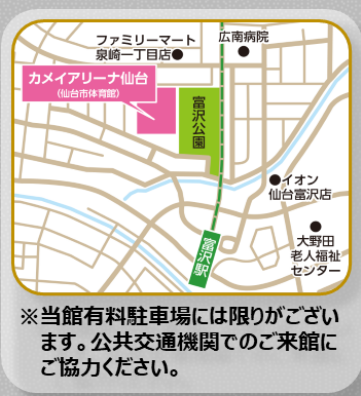 ファミリーマート
泉崎一丁目店●
広南病院
カメイアリーナ仙台
(仙台市体育館)
富沢公園
●イオン
仙台富沢店
富沢駅
大野田
老人福祉
センター
※当館有料駐車場には限りがござい
ます。公共交通機関でのご来館に
ご協力ください。